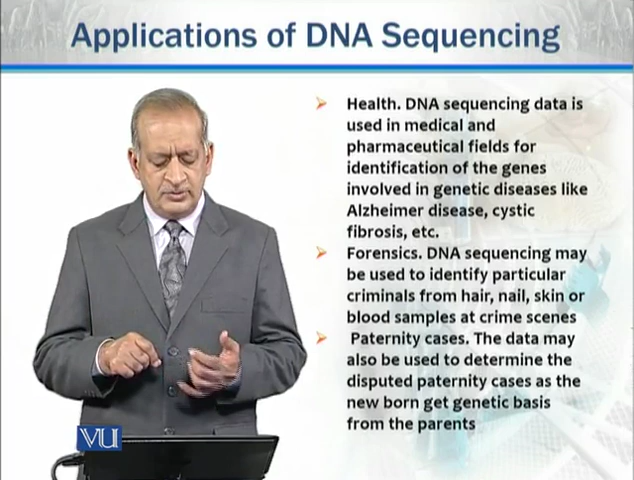 Applications of DNA Sequencing
Health. DNA sequencing data is
used in medical and
pharmaceutical fields for
identification of the genes
involved in genetic diseases like
Alzheimer disease, cystic
fibrosis, etc.
Forensics. DNA sequencing may
be used to identify particular
criminals from hair, nail, skin or
blood samples at crime scenes
Paternity cases. The data may
also be used to determine the
disputed paternity cases as the
new born get genetic basis
from the parents
VU